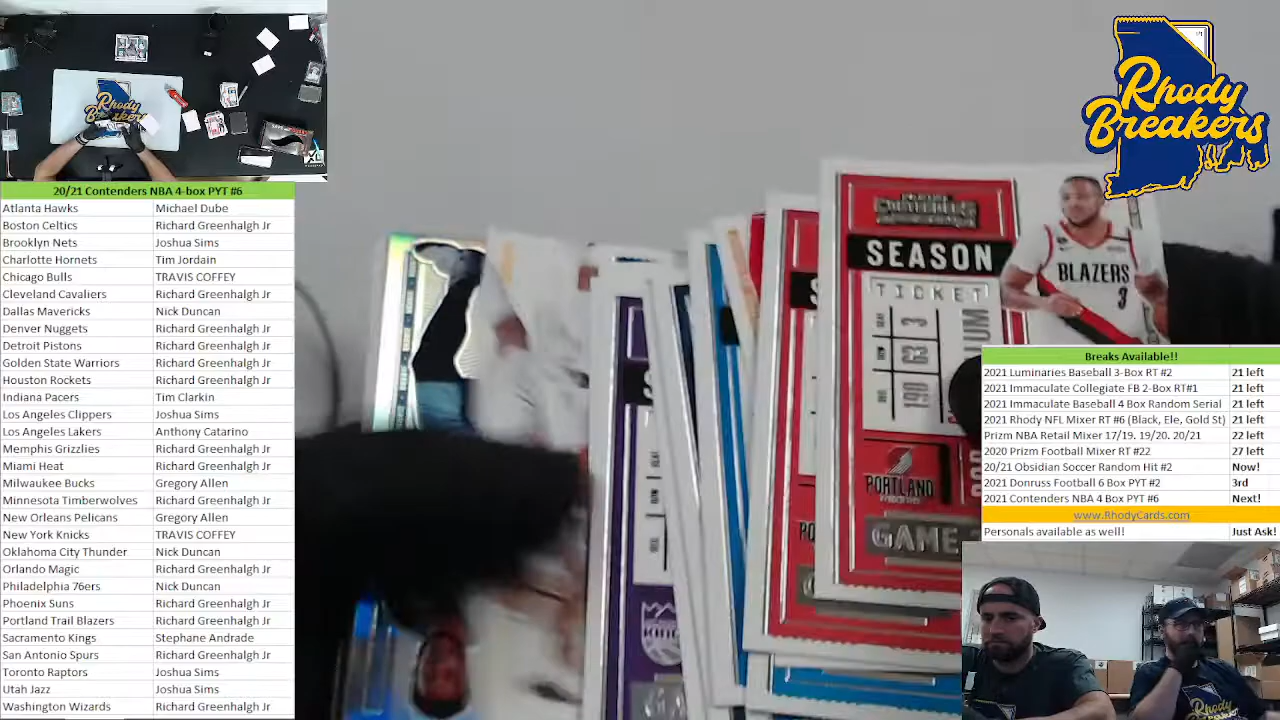 Rhody
Breakers
Rhody
Breakers
20/21 Contenders NBA 4-box PYT #6
Atlanta Hawks Michael Dube
Boston Celtics Richard Greenhalgh Jr
Brooklyn Nets Joshua Sims
Charlotte Hornets Tim Jordain
Chicago Bulls TRAVIS COFFEY
Cleveland Cavaliers Richard Greenhalgh Jr
Dallas Mavericks Nick Duncan
Denver Nuggets Richard Greenhalgh Jr
Detroit Pistons Richard Greenhalgh Jr
Golden State Warriors Richard Greenhalgh Jr
Houston Rockets Richard Greenhalgh Jr
Indiana Pacers Tim Clarkin
Los Angeles Clippers Joshua Sims
Los Angeles Lakers Anthony Catarino
Memphis Grizzlies Richard Greenhalgh Jr
Miami Heat Richard Greenhalgh Jr
Milwaukee Bucks Gregory Allen
Minnesota Timberwolves Richard Greenhalgh Jr
New Orleans Pelicans Gregory Allen
New York Knicks TRAVIS COFFEY
Oklahoma City Thunder Nick Duncan
Orlando Magic Richard Greenhalgh Jr
Philadelphia 76ers Nick Duncan
Phoenix Suns Richard Greenhalgh Jr
Portland Trail Blazers Richard Greenhalgh Jr
Sacramento Kings Stephane Andrade
San Antonio Spurs Richard Greenhalgh Jr
Toronto Raptors Joshua Sims
Utah Jazz Joshua Sims
Washington Wizards Richard Greenhalgh Jr
CONTENDERS
SEASON
TICKET
3
190
PORTLAND
GAME
BLAZERS
3
KINGS
Breaks Available!!
2021 Luminaries Baseball 3-Box RT #2 21 left
2021 Immaculate Collegiate FB 2-Box RT#1 21 left
2021 Immaculate Baseball 4 Box Random Serial 21 left
2021 Rhody NFL Mixer RT #6 (Black, Ele, Gold St) 21 left
Prizm NBA Retail Mixer 17/19. 19/20. 20/21 22 left
2020 Prizm Football Mixer RT #22 27 left
20/21 Obsidian Soccer Random Hit #2 Now!
2021 Donruss Football 6 Box PYT #2 3rd
2021 Contenders NBA 4 Box PYT #6 Next!
www.RhodyCards.com
Personals available as well! Just Ask!
Rhody